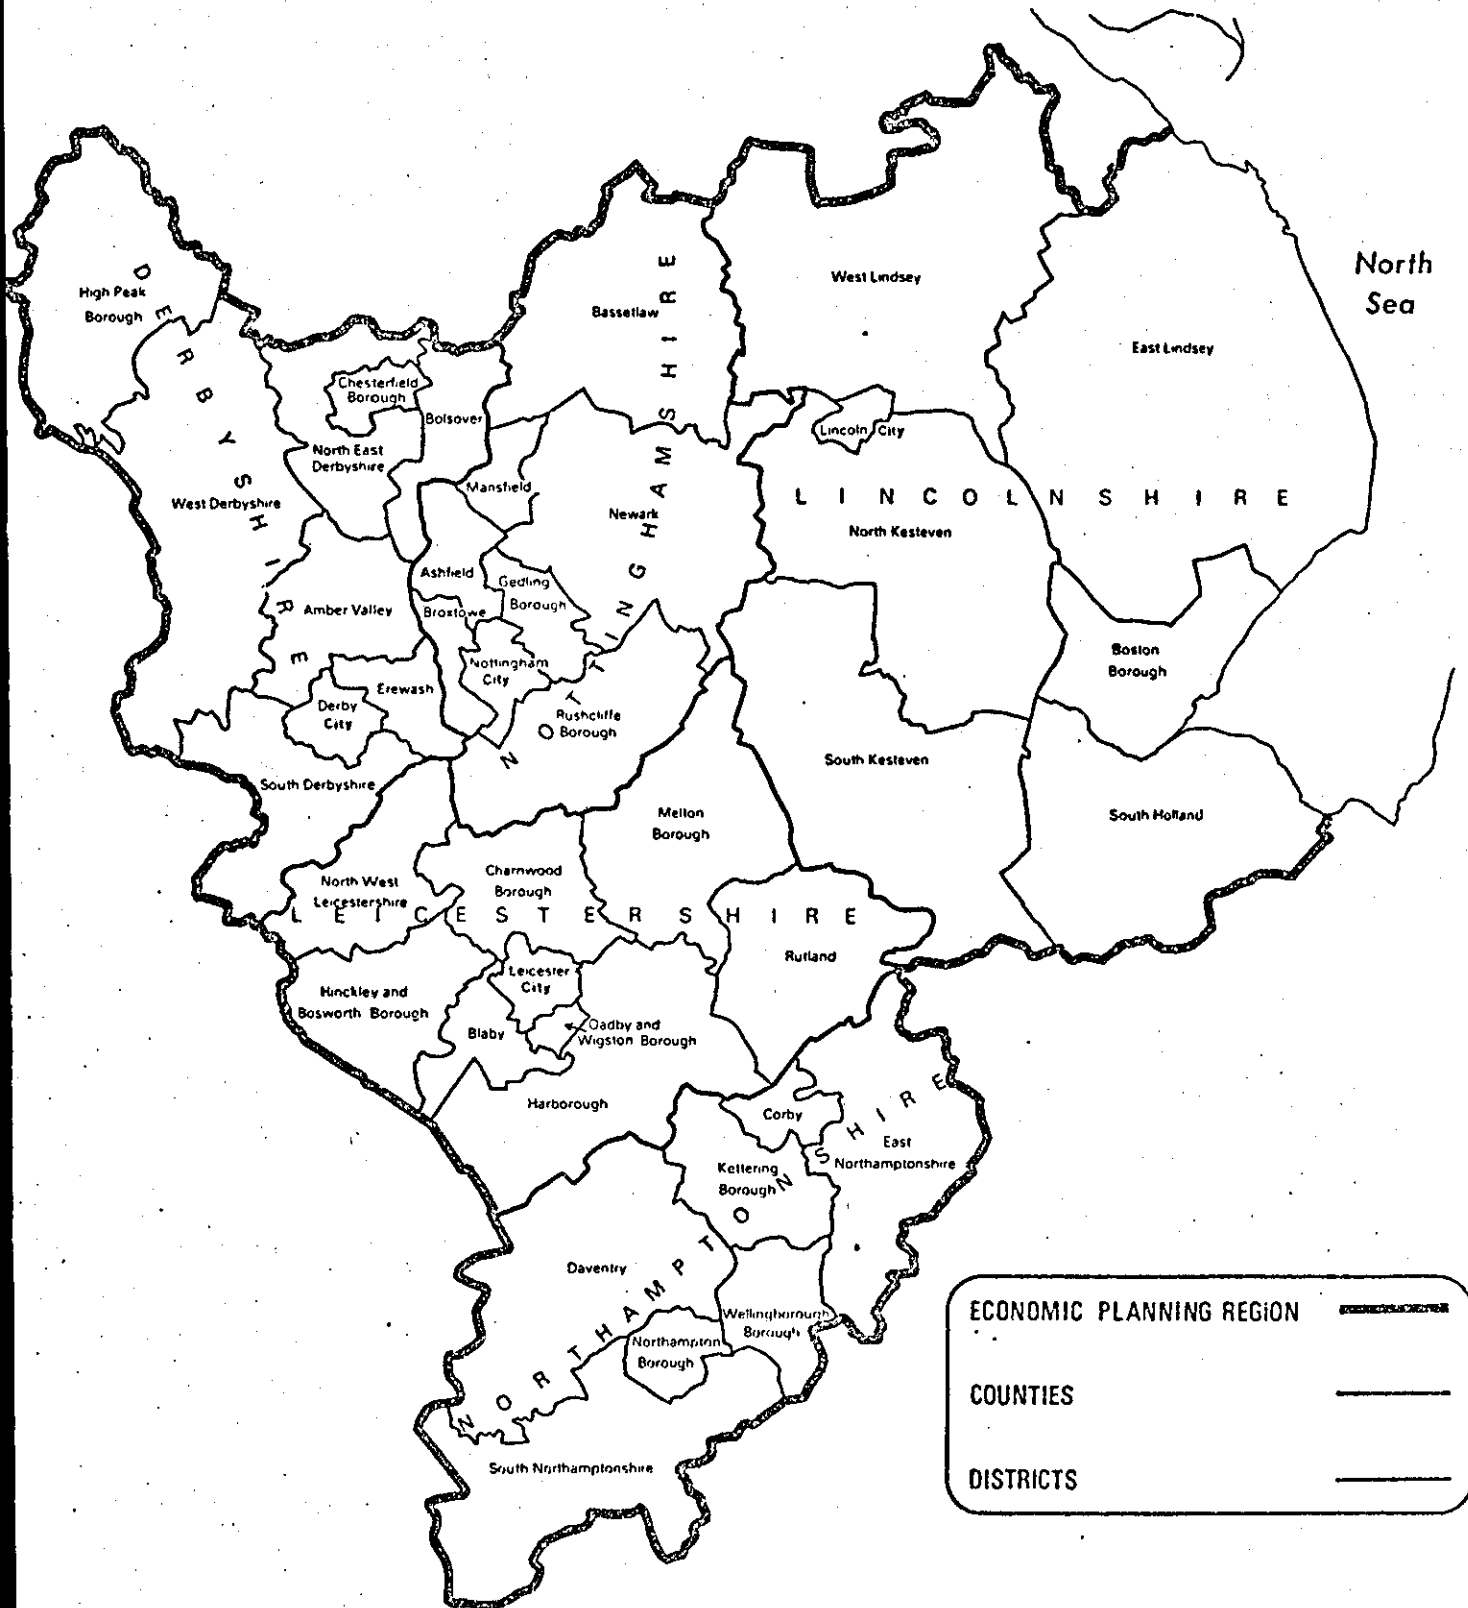 North
Sea
High Peak
Borough
DERBYSHIRE
West Derbyshire
Chesterfield
Borough
Bolsover
North East
Derbyshire
Amber Valley
Erewash
Derby
City
South Derbyshire
NOTTINGHAMSHIRE
Bassetlaw
Mansfield
Newark
Ashfield
Gedling
Borough
Broxtowe
Nottingham
City
Rushcliffe
Borough
LINCOLNSHIRE
West Lindsey
East Lindsey
Lincoln City
North Kesteven
Boston
Borough
South Kesteven
South Holland
LEICESTERSHIRE
Melton
Borough
North West
Leicestershire
Charnwood
Borough
Rutland
Leicester
City
Hinckley and
Bosworth Borough
Blaby
Oadby and
Wigston Borough
Harborough
NORTHAMPTONSHIRE
Corby
East
Northamptonshire
Kettering
Borough
Daventry
Wellingborough
Borough
Northampton
Borough
South Northamptonshire
ECONOMIC PLANNING REGION
COUNTIES
DISTRICTS